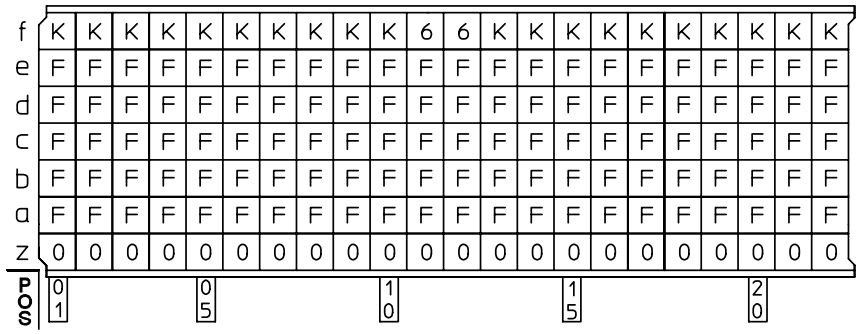 f K K K K K K K K K K 6 6 K K K K K K K K K K
e F F F F F F F F F F F F F F F F F F F F F F
d F F F F F F F F F F F F F F F F F F F F F F
c F F F F F F F F F F F F F F F F F F F F F F
b F F F F F F F F F F F F F F F F F F F F F F
a F F F F F F F F F F F F F F F F F F F F F F
z 0 0 0 0 0 0 0 0 0 0 0 0 0 0 0 0 0 0 0 0 0 0
POS 01 05 10 15 20